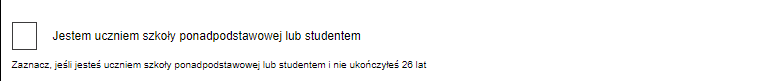 Jestem uczniem szkoły ponadpodstawowej lub studentem
Zaznacz, jeśli jesteś uczniem szkoły ponadpodstawowej lub studentem i nie ukończyłeś 26 lat